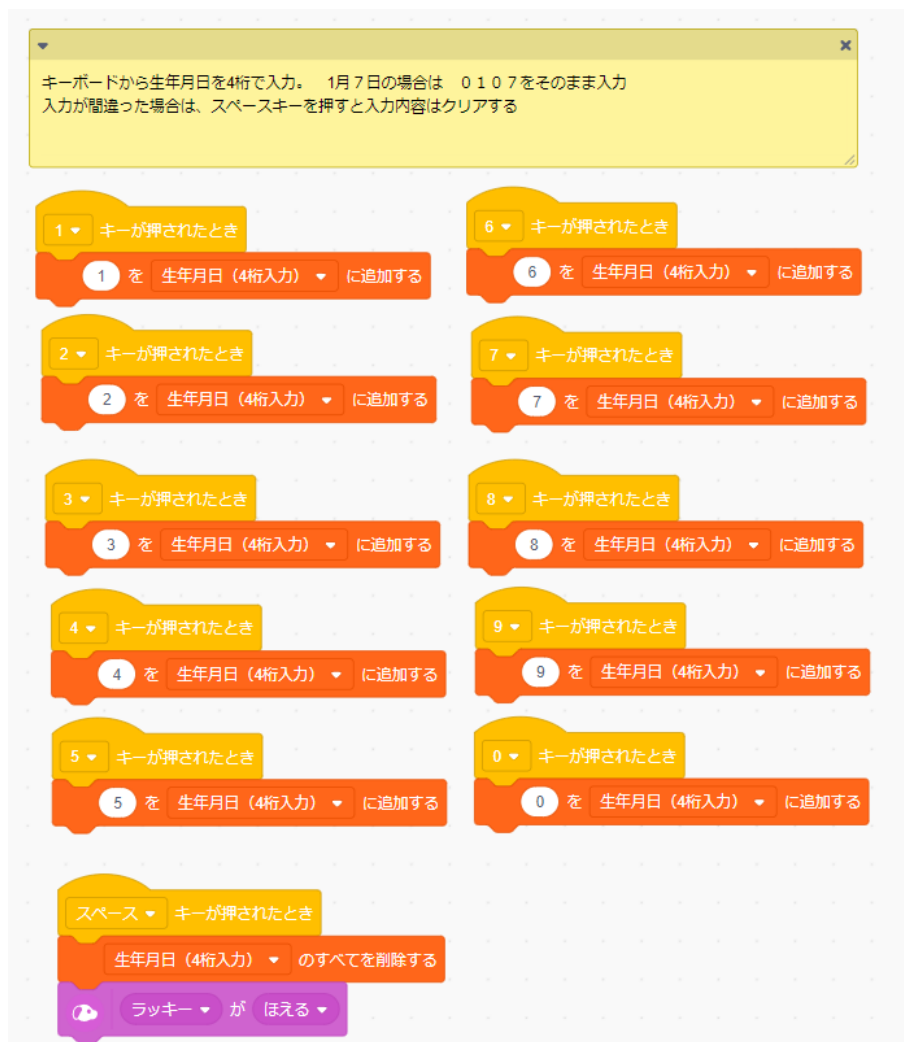 キーボードから生年月日を4桁で入力。　1月７日の場合は　０１０７をそのまま入力
入力が間違った場合は、スペースキーを押すと入力内容はクリアする
1 キーが押されたとき
1 を 生年月日（4桁入力） に追加する
2 キーが押されたとき
2 を 生年月日（4桁入力） に追加する
3 キーが押されたとき
3 を 生年月日（4桁入力） に追加する
4 キーが押されたとき
4 を 生年月日（4桁入力） に追加する
5 キーが押されたとき
5 を 生年月日（4桁入力） に追加する
6 キーが押されたとき
6 を 生年月日（4桁入力） に追加する
7 キーが押されたとき
7 を 生年月日（4桁入力） に追加する
8 キーが押されたとき
8 を 生年月日（4桁入力） に追加する
9 キーが押されたとき
9 を 生年月日（4桁入力） に追加する
0 キーが押されたとき
0 を 生年月日（4桁入力） に追加する
スペース キーが押されたとき
生年月日（4桁入力） のすべてを削除する
ラッキー が ほえる